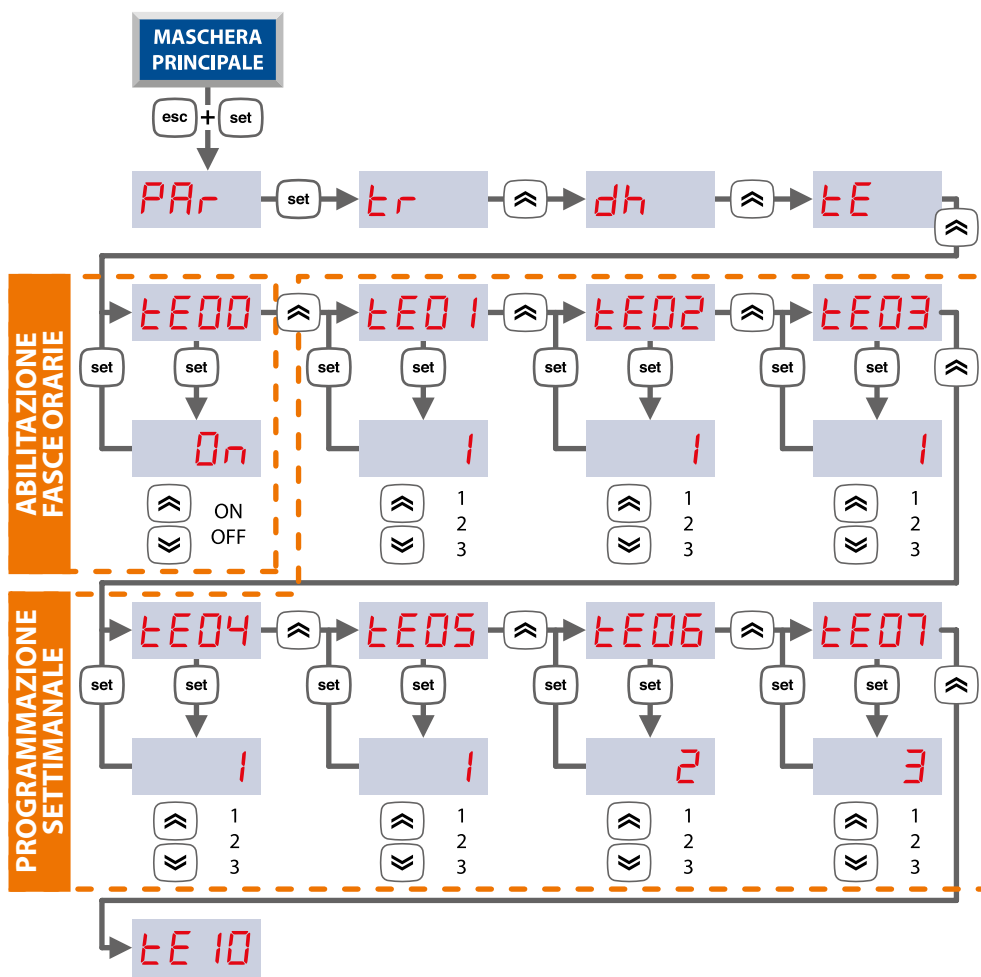 MASCHERA
PRINCIPALE
esc + set
PAr set tr dh tE
ABILITAZIONE
FASCE ORARIE
tE00 tE01 tE02 tE03
set set set set set set set set
On 1 1 1
ON
OFF
1
2
3
1
2
3
1
2
3
PROGRAMMAZIONE
SETTIMANALE
tE04 tE05 tE06 tE07
set set set set set set set set
1 1 2 3
1
2
3
1
2
3
1
2
3
1
2
3
tE10